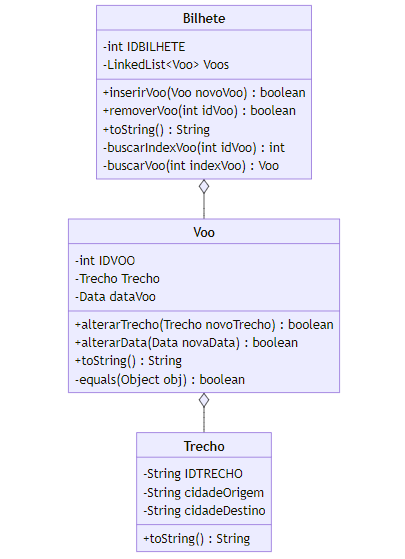 Bilhete
-int IDBILHETE
-LinkedList<Voo> Voos
+inserirVoo(Voo novoVoo) : boolean
+removerVoo(int idVoo) : boolean
+toString() : String
-buscarIndexVoo(int idVoo) : int
-buscarVoo(int indexVoo) : Voo
Voo
-int IDVOO
-Trecho Trecho
-Data dataVoo
+alterarTrecho(Trecho novoTrecho) : boolean
+alterarData(Data novaData) : boolean
+toString() : String
-equals(Object obj) : boolean
Trecho
-String IDTRECHO
-String cidadeOrigem
-String cidadeDestino
+toString() : String